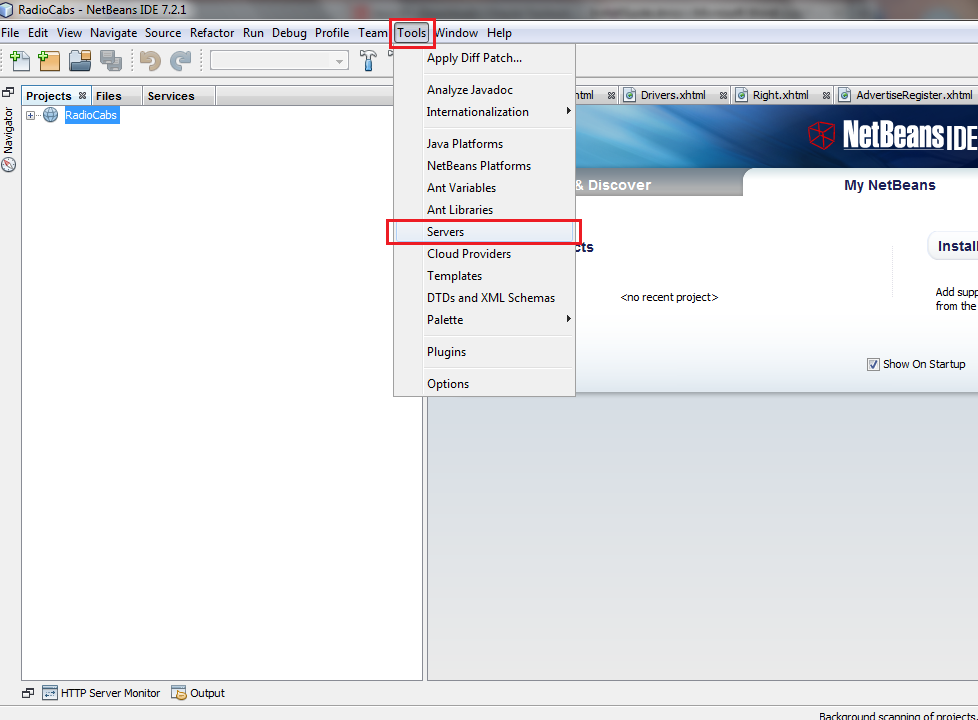 RadioCabs - NetBeans IDE 7.2.1
File Edit View Navigate Source Refactor Run Debug Profile Team Tools Window Help
Apply Diff Patch...
Analyze Javadoc
Internationalization
Java Platforms
NetBeans Platforms
Ant Variables
Ant Libraries
Servers
Cloud Providers
Templates
DTDs and XML Schemas
Palette
Plugins
Options
Navigator
Projects Files Services
RadioCabs
html Drivers.xhtml Right.xhtml AdvertiseRegister.xhtml
NetBeans IDE
& Discover My NetBeans
cts
Install
<no recent project>
Add supp
from the
Show On Startup
HTTP Server Monitor Output
Background scanning of projects.